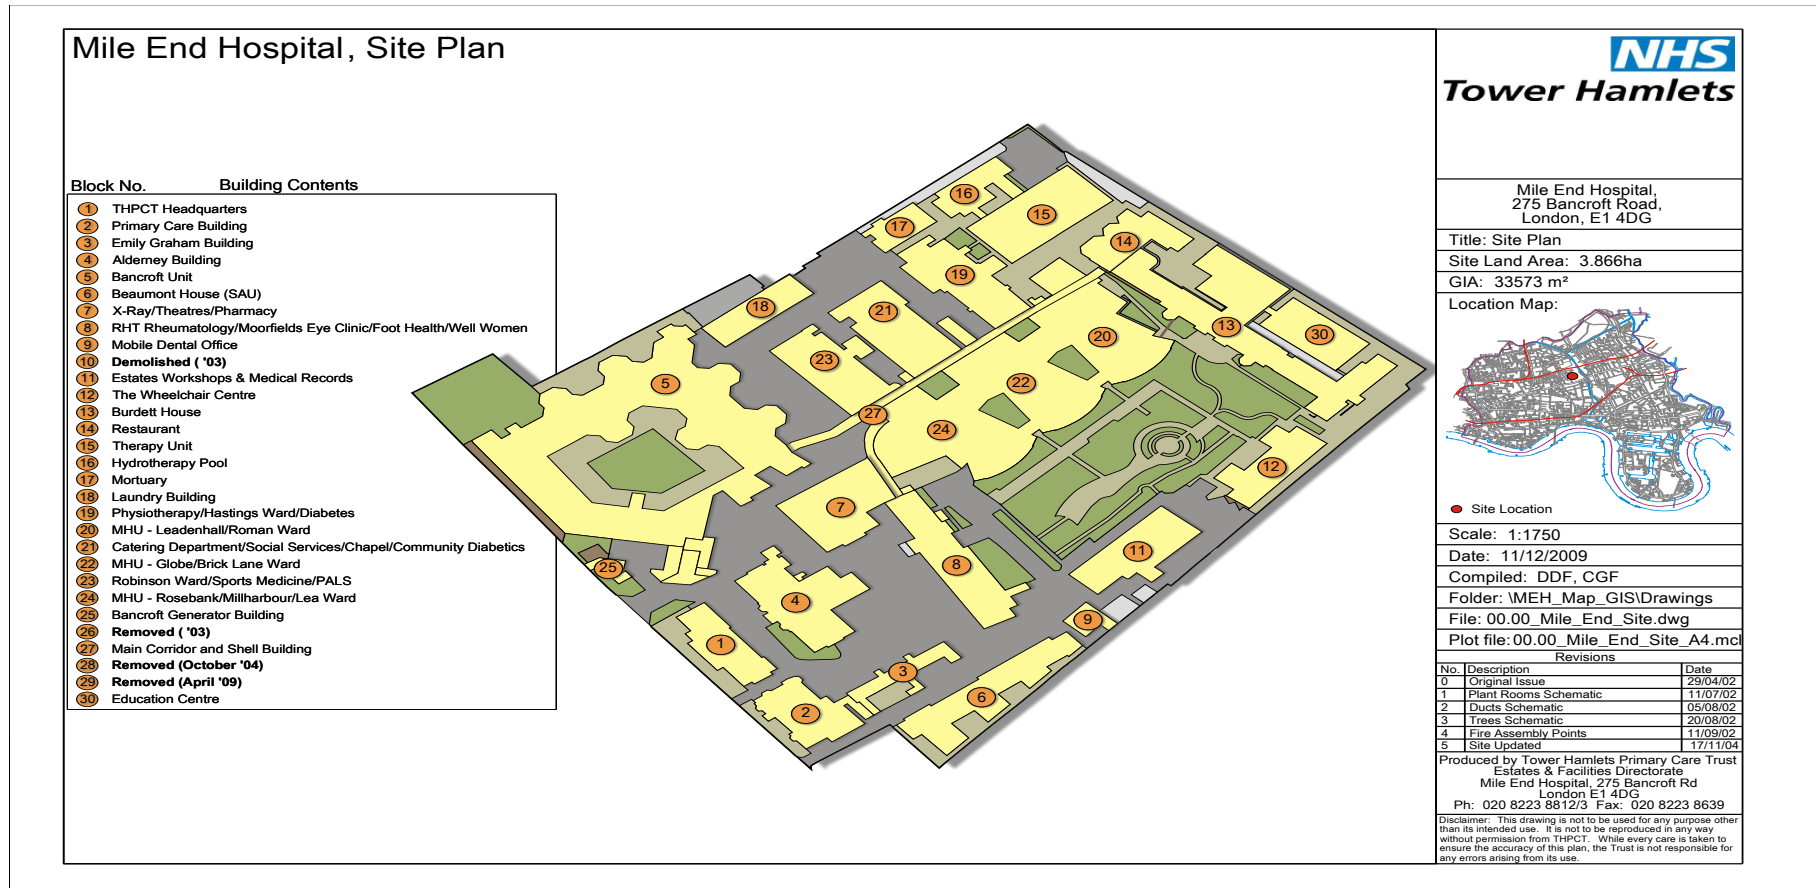 Mile End Hospital, Site Plan
Block No. Building Contents
1 THPCT Headquarters
2 Primary Care Building
3 Emily Graham Building
4 Alderney Building
5 Bancroft Unit
6 Beaumont House (SAU)
7 X-Ray/Theatres/Pharmacy
8 RHT Rheumatology/Moorfields Eye Clinic/Foot Health/Well Women
9 Mobile Dental Office
10 Demolished ( '03)
11 Estates Workshops & Medical Records
12 The Wheelchair Centre
13 Burdett House
14 Restaurant
15 Therapy Unit
16 Hydrotherapy Pool
17 Mortuary
18 Laundry Building
19 Physiotherapy/Hastings Ward/Diabetes
20 MHU - Leadenhall/Roman Ward
21 Catering Department/Social Services/Chapel/Community Diabetics
22 MHU - Globe/Brick Lane Ward
23 Robinson Ward/Sports Medicine/PALS
24 MHU - Rosebank/Millharbour/Lea Ward
25 Bancroft Generator Building
26 Removed ( '03)
27 Main Corridor and Shell Building
28 Removed (October '04)
29 Removed (April '09)
30 Education Centre
16
15
17
14
19
18
21
13
20
30
23
5
22
27
24
12
7
11
8
25
4
9
1
3
6
2
NHS
Tower Hamlets
Mile End Hospital,
275 Bancroft Road,
London, E1 4DG
Title: Site Plan
Site Land Area: 3.866ha
GIA: 33573 m²
Location Map:
Site Location
Scale: 1:1750
Date: 11/12/2009
Compiled: DDF, CGF
Folder: \MEH_Map_GIS\Drawings
File: 00.00_Mile_End_Site.dwg
Plot file: 00.00_Mile_End_Site_A4.mcl
Revisions
No. Description Date
0 Original Issue 29/04/02
1 Plant Rooms Schematic 11/07/02
2 Ducts Schematic 05/08/02
3 Trees Schematic 20/08/02
4 Fire Assembly Points 11/09/02
5 Site Updated 17/11/04
Produced by Tower Hamlets Primary Care Trust
Estates & Facilities Directorate
Mile End Hospital, 275 Bancroft Rd
London E1 4DG
Ph: 020 8223 8812/3 Fax: 020 8223 8639
Disclaimer: This drawing is not to be used for any purpose other
than its intended use. It is not to be reproduced in any way
without permission from THPCT. While every care is taken to
ensure the accuracy of this plan, the Trust is not responsible for
any errors arising from its use.